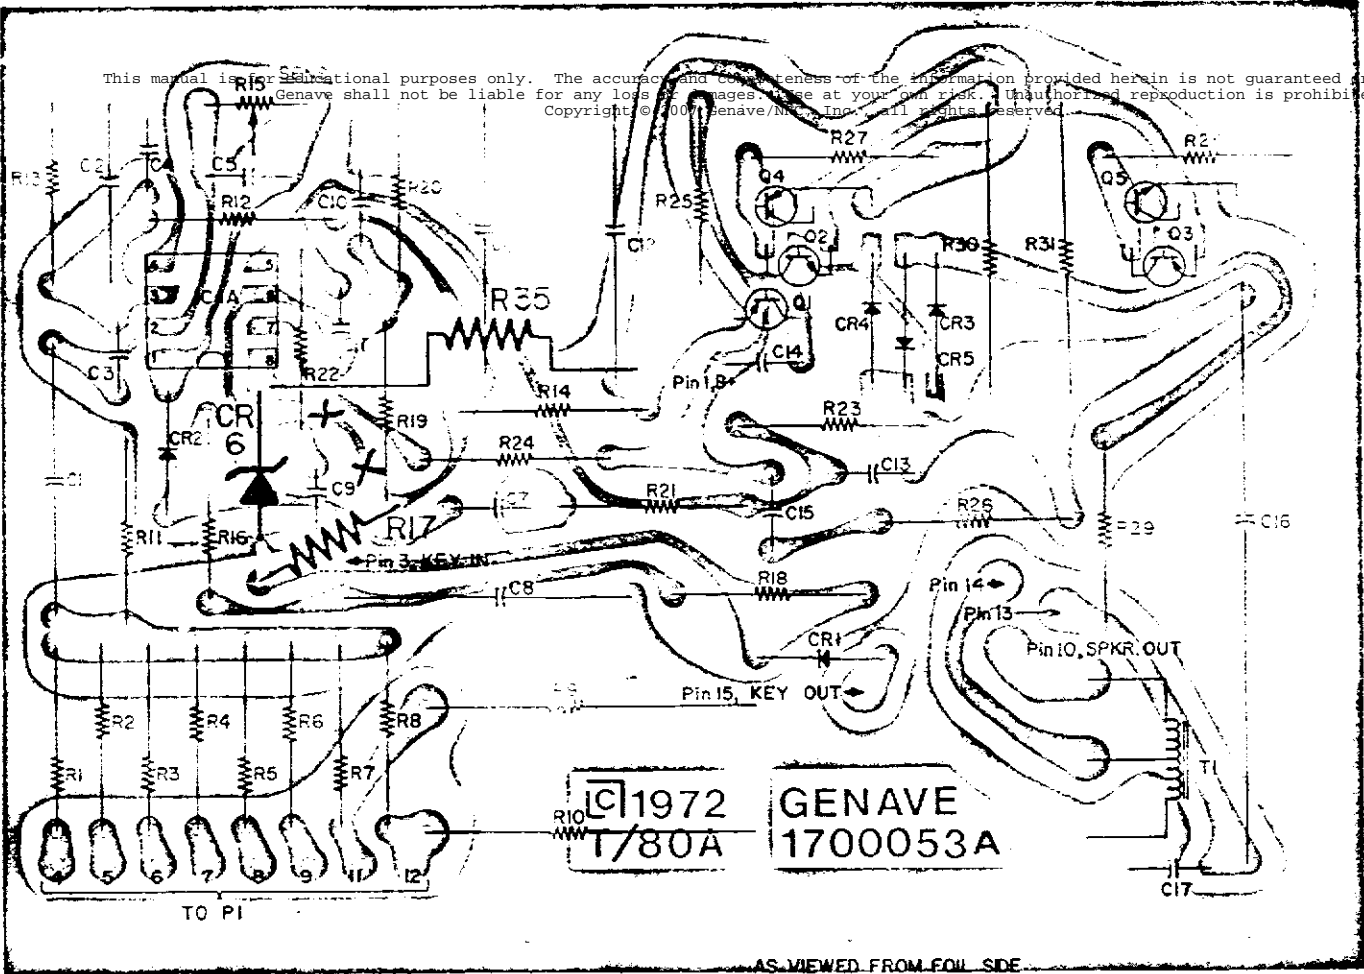 This manual is for educational purposes only. The accuracy and completeness of the information provided herein is not guaranteed
R15
Genave shall not be liable for any loss or damages. Use at your own risk. Unauthorized reproduction is prohibite
Copyright © 2007 Genave/NRC, Inc., all rights reserved
R27
R2
R13
C2
C4
C5
R20
Q4
Q5
R12
C10
R25
C12
Q2
R30
R31
Q3
6
5
3
2
7
1
8
R35
Q1
CR4
CR3
CR5
C14
C3
R22
Pin 1,8
R14
R23
CR
6
CR2
R19
R24
C13
C1
C9
C7
R21
C15
R26
R11
R16
R17
R29
C16
Pin 3, KEY IN
C8
R18
Pin 14
Pin 13
CR1
Pin 10, SPKR. OUT
Pin 15, KEY OUT
R2
R4
R6
R8
R1
R3
R5
R7
T1
C 1972
GENAVE
R10
T/80A
1700053A
4
5
6
7
8
9
11
12
C17
TO P1
AS VIEWED FROM FOIL SIDE